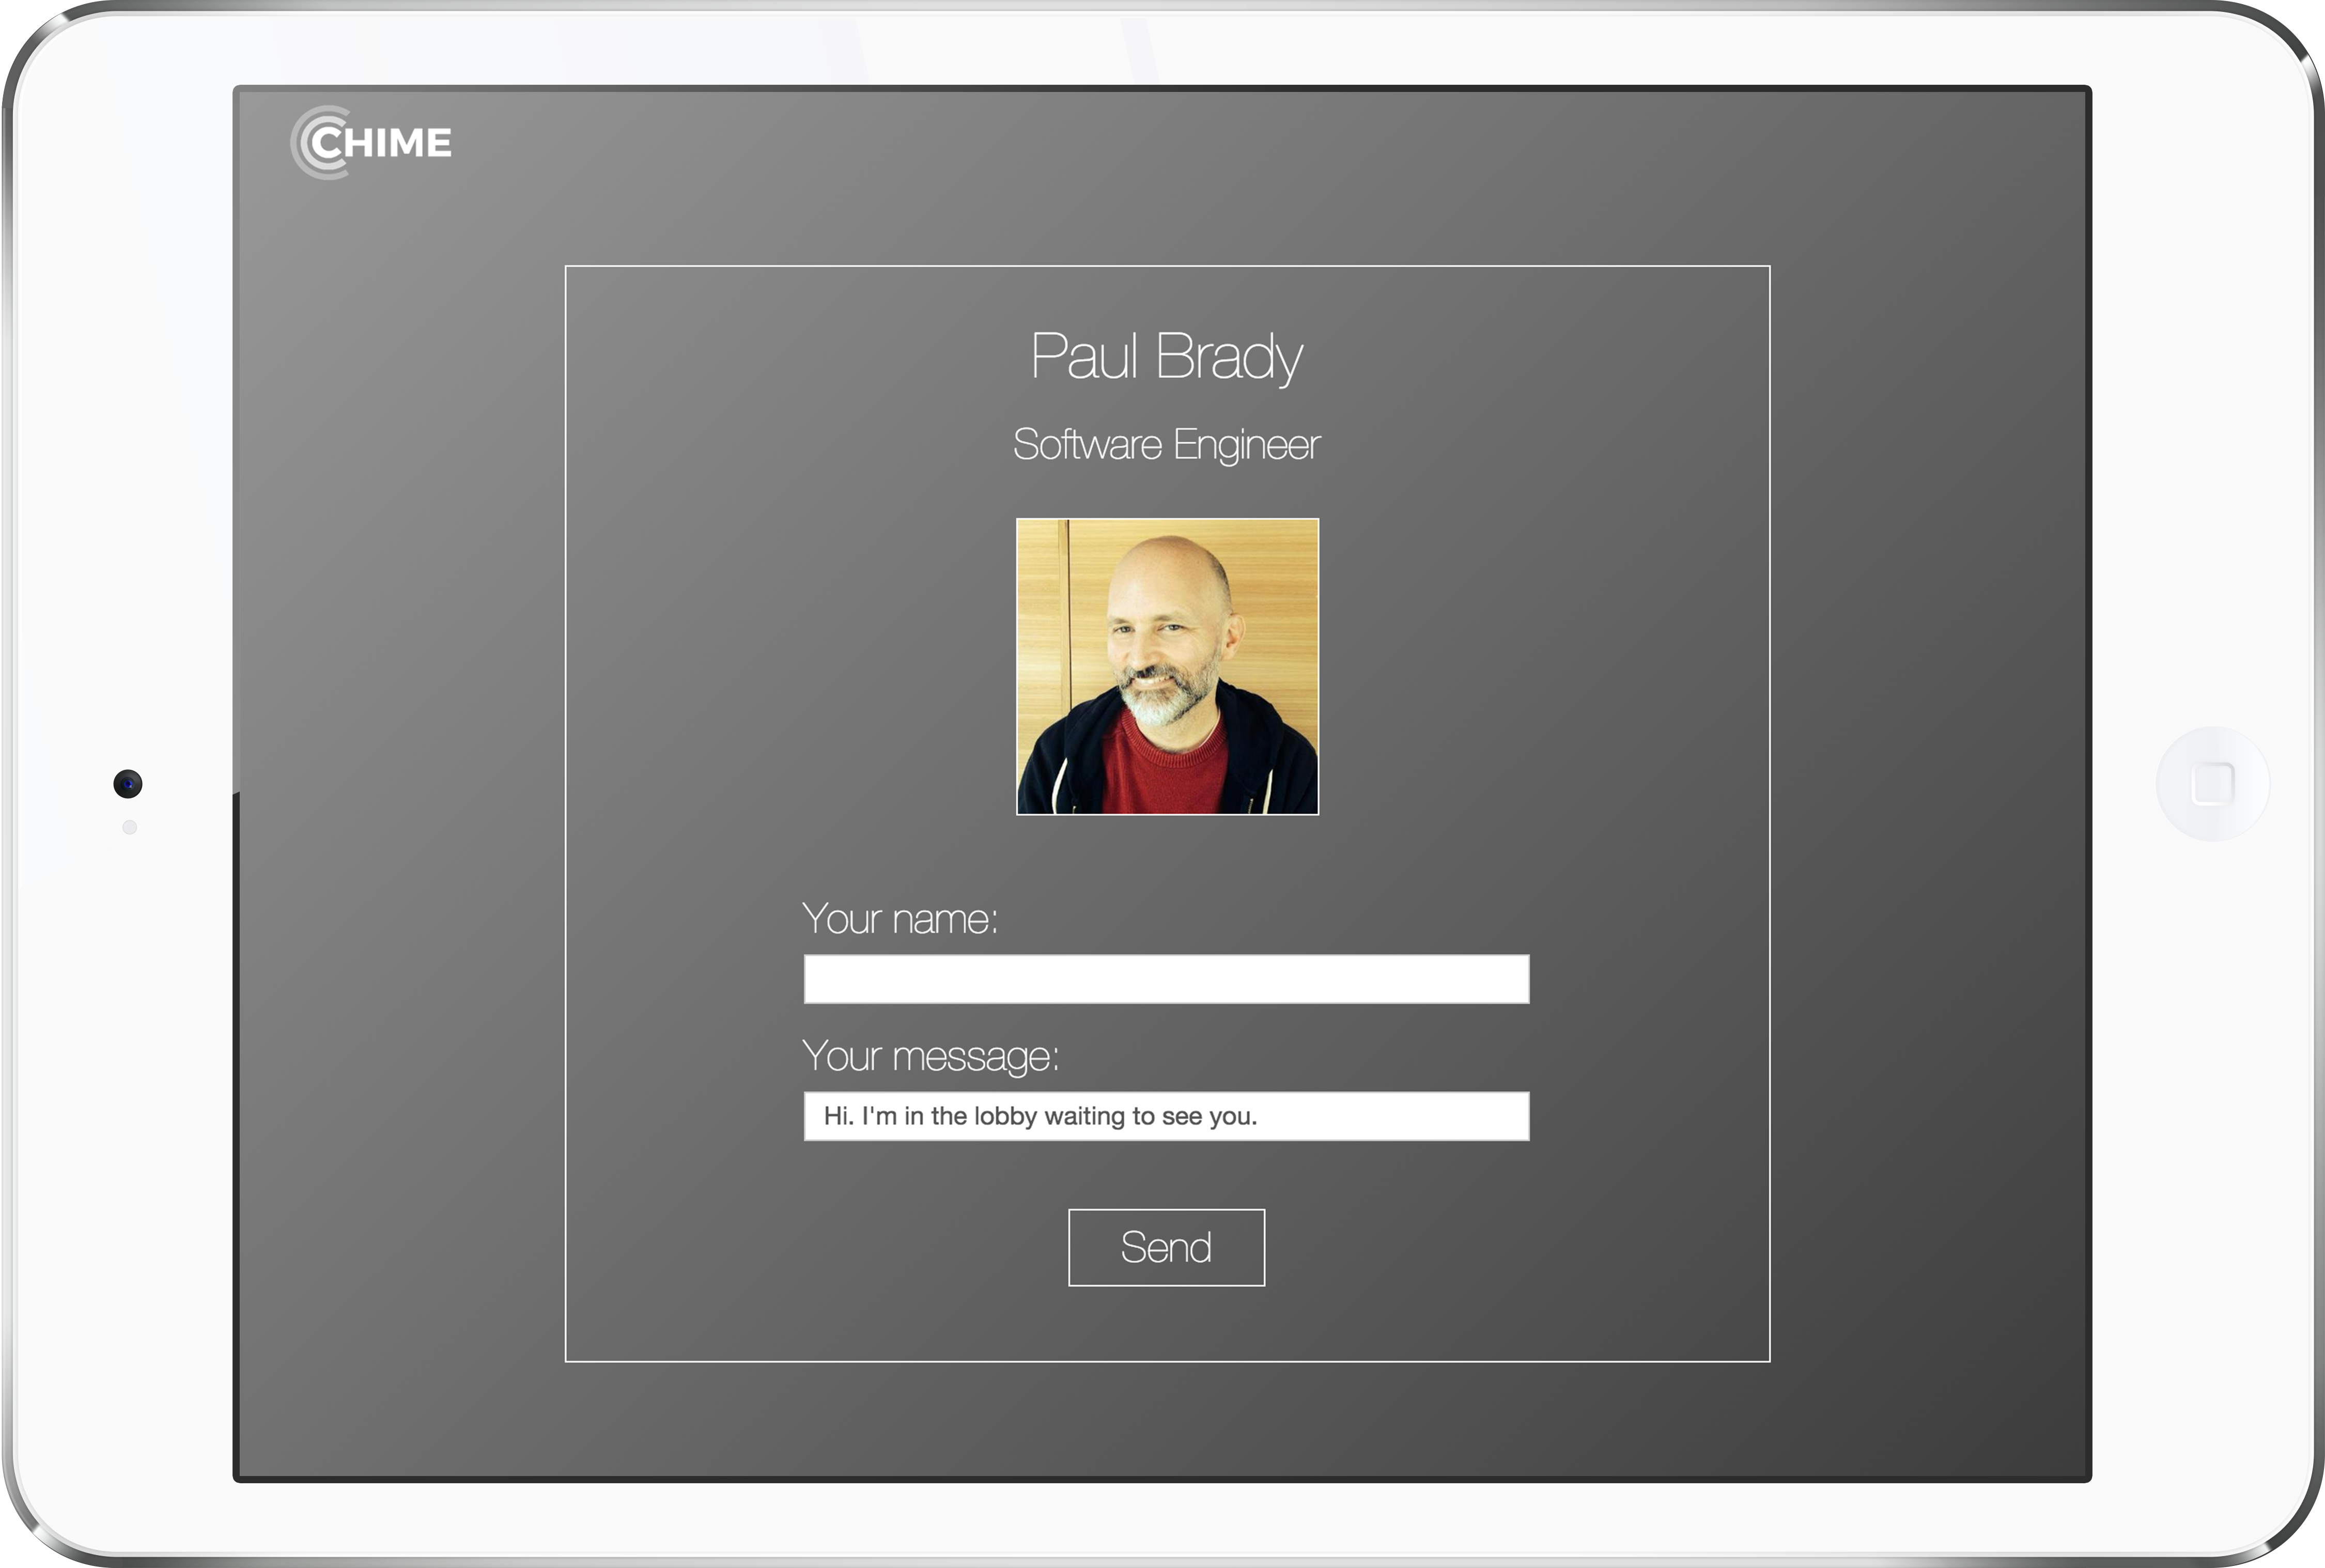 CHIME
Paul Brady
Software Engineer
Your name:
Your message:
Hi. I'm in the lobby waiting to see you.
Send